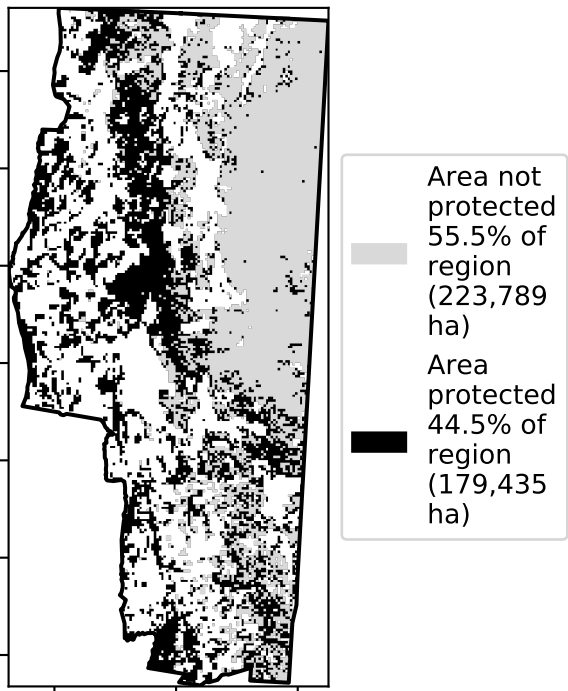 Area not
protected
55.5% of
region
(223,789
ha)
Area
protected
44.5% of
region
(179,435
ha)